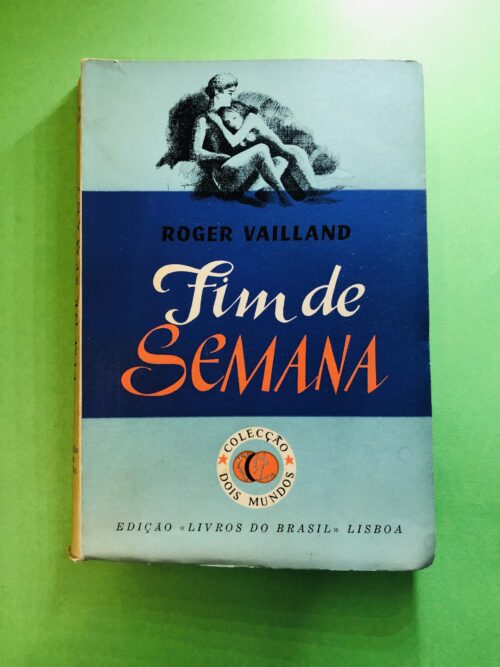 ROGER VAILLAND
Fim de
SEMANA
COLECÇÃO
DOIS MUNDOS
EDIÇÃO «LIVROS DO BRASIL» LISBOA